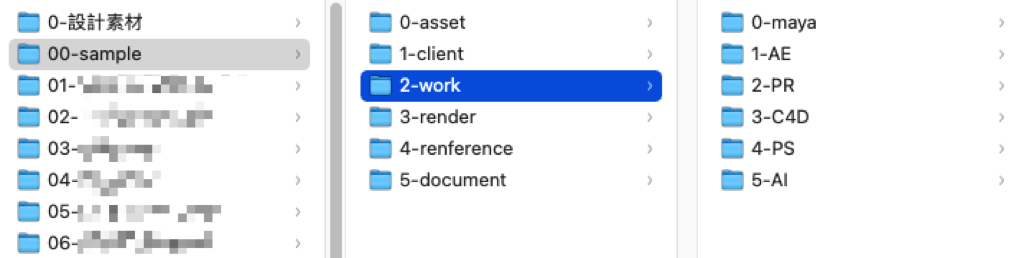 0-設計素材
00-sample
01-
02-
03-
04-
05-
06-
0-asset
1-client
2-work
3-render
4-renference
5-document
0-maya
1-AE
2-PR
3-C4D
4-PS
5-AI